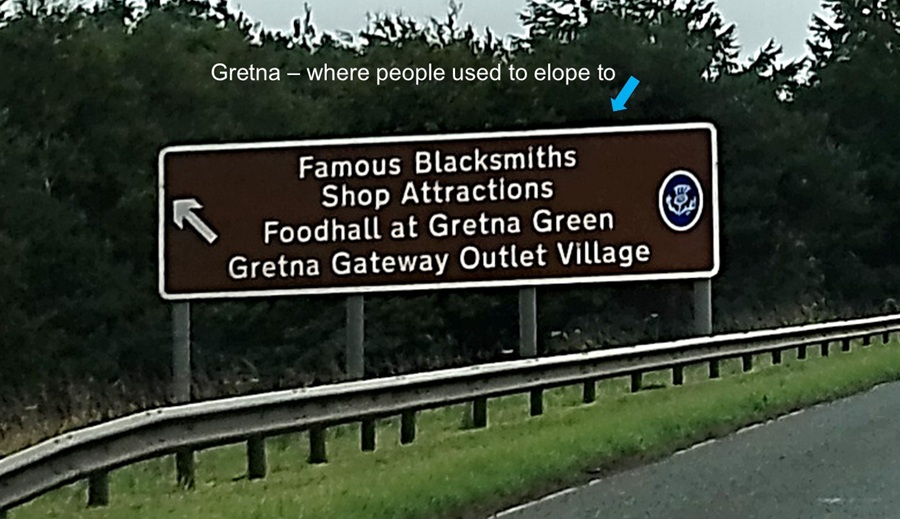 Gretna – where people used to elope to
Famous Blacksmiths
Shop Attractions
Foodhall at Gretna Green
Gretna Gateway Outlet Village